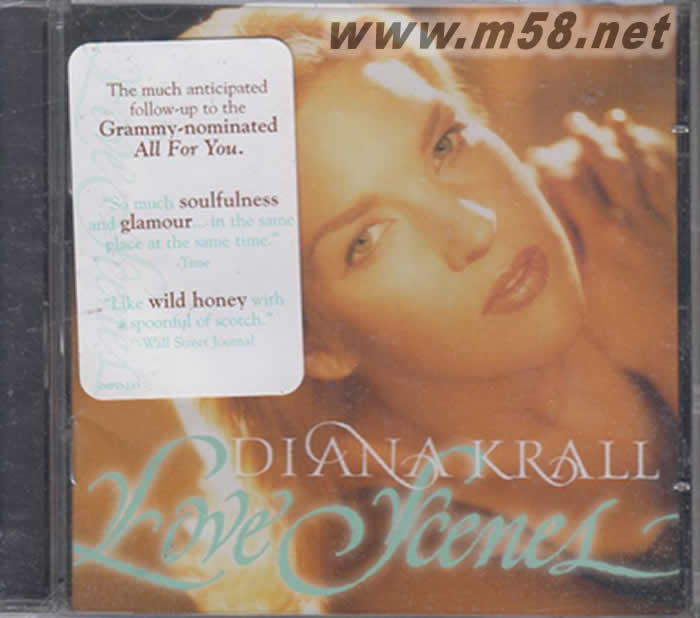 www.m58.net
The much anticipated
follow-up to the
Grammy-nominated
All For You.
"So much soulfulness
and glamour...in the same
place at the same time."
-Time
"Like wild honey with
a spoonful of scotch."
-Wall Street Journal
DIANA KRALL
Love Scenes